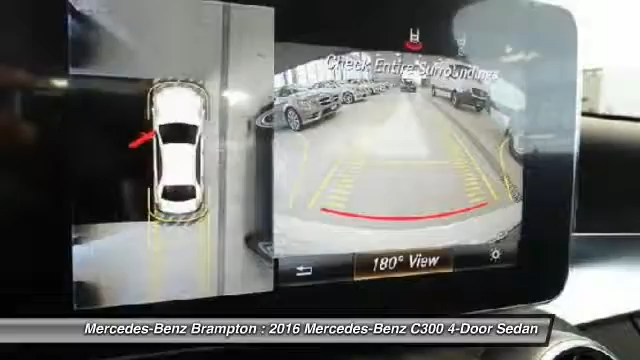 Check Entire Surroundings
180° View
Mercedes-Benz Brampton : 2016 Mercedes-Benz C300 4-Door Sedan